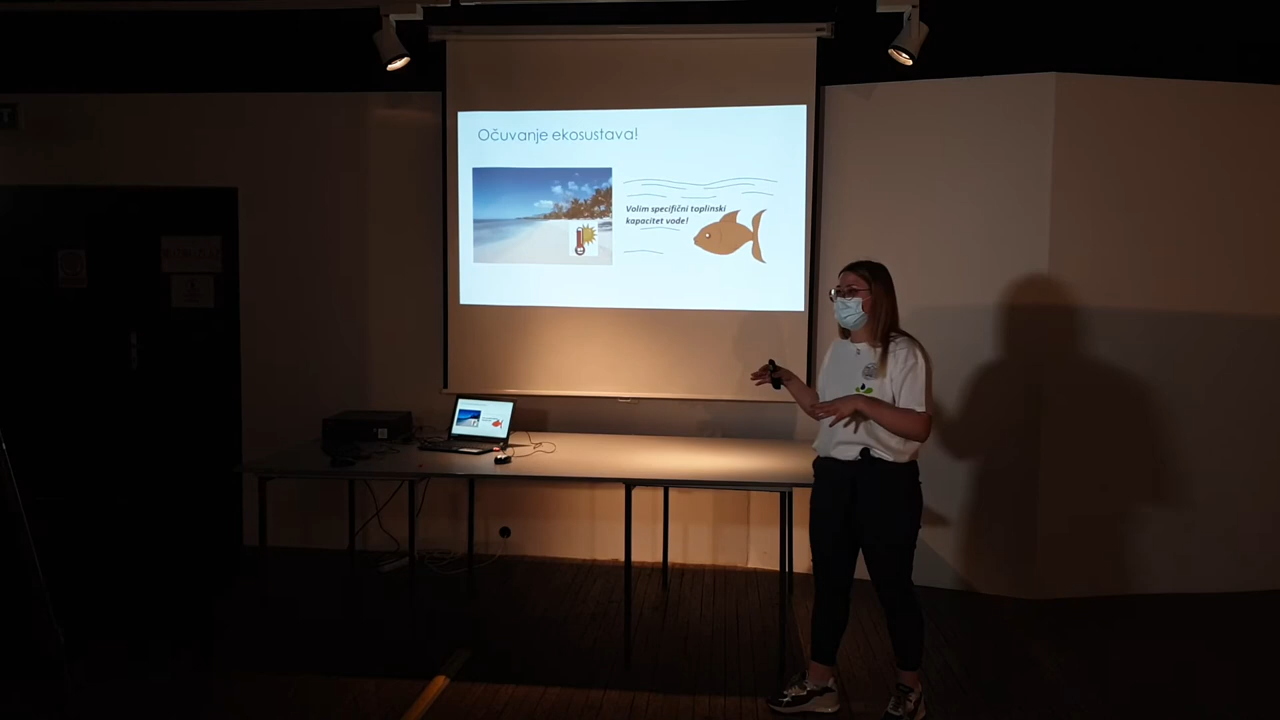 Očuvanje ekosustava!
Volim specifični toplinski
kapacitet vode!